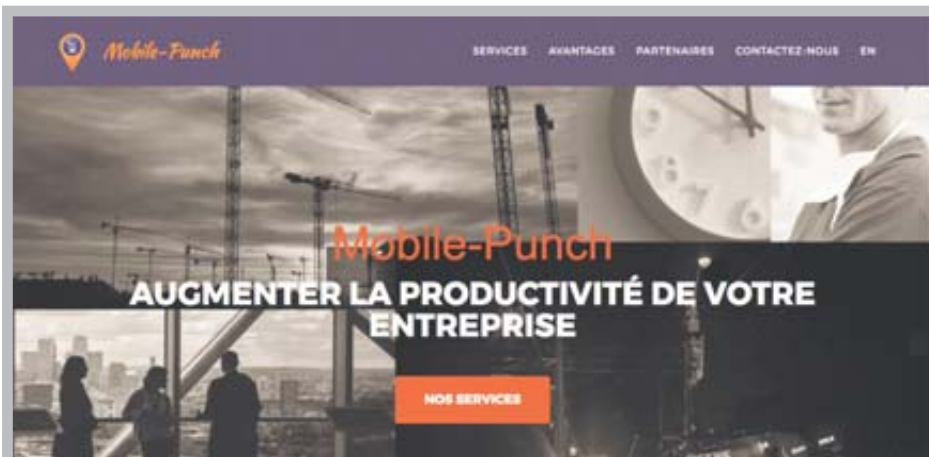 Mobile-Punch
SERVICES AVANTAGES PARTENAIRES CONTACTEZ-NOUS EN
Mobile-Punch
AUGMENTER LA PRODUCTIVITÉ DE VOTRE
ENTREPRISE
NOS SERVICES